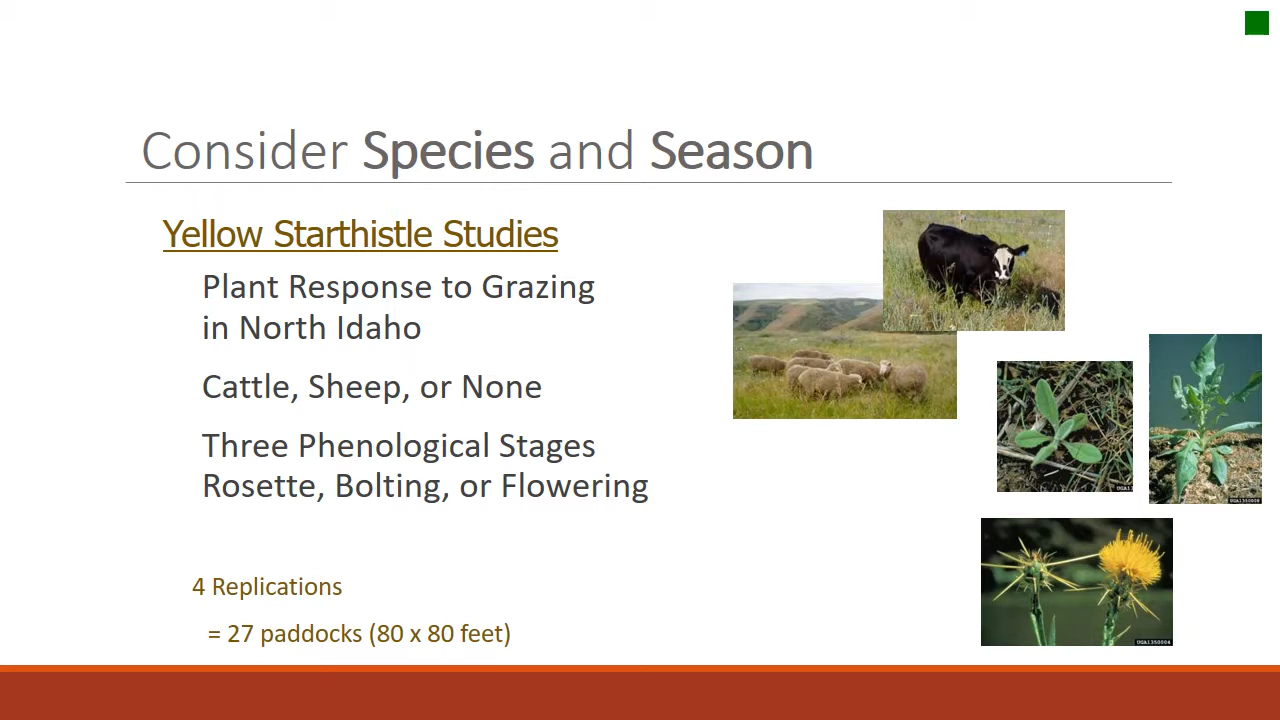 Consider Species and Season
Yellow Starthistle Studies
Plant Response to Grazing
in North Idaho
Cattle, Sheep, or None
Three Phenological Stages
Rosette, Bolting, or Flowering
4 Replications
= 27 paddocks (80 x 80 feet)